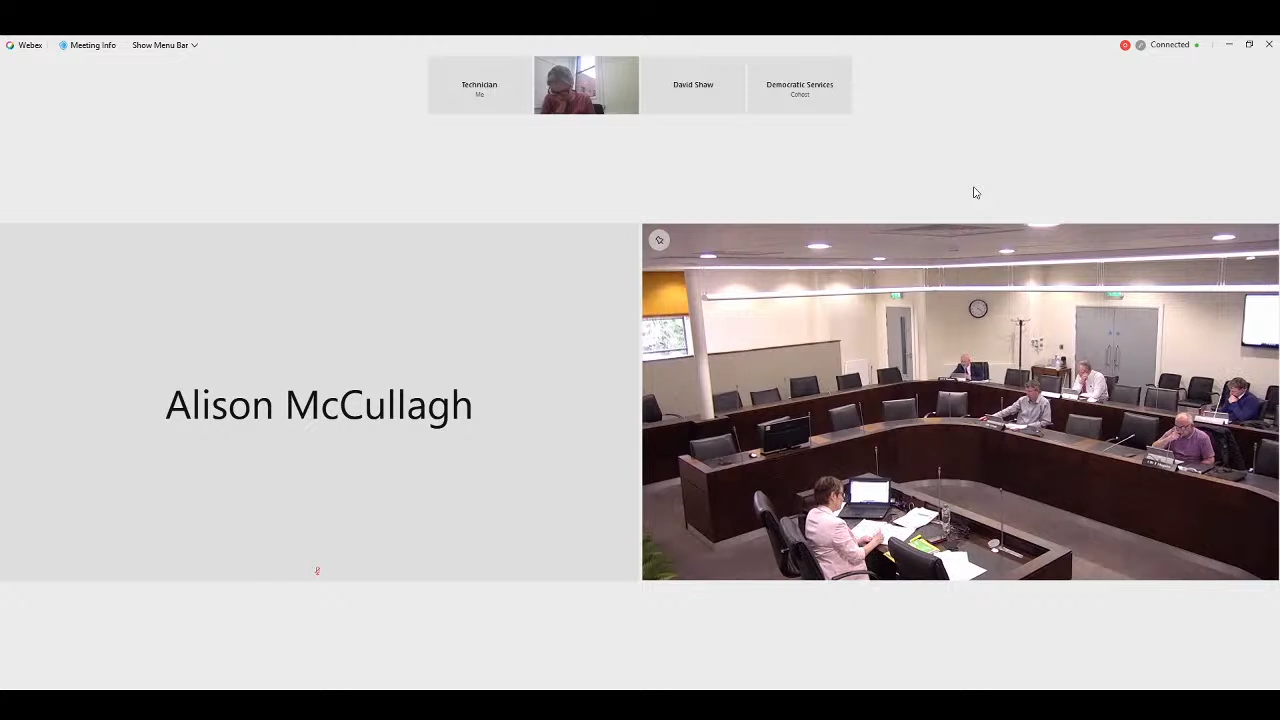 Webex
Meeting Info
Show Menu Bar
Connected
Technician
Me
David Shaw
Democratic Services
Cohost
Alison McCullagh